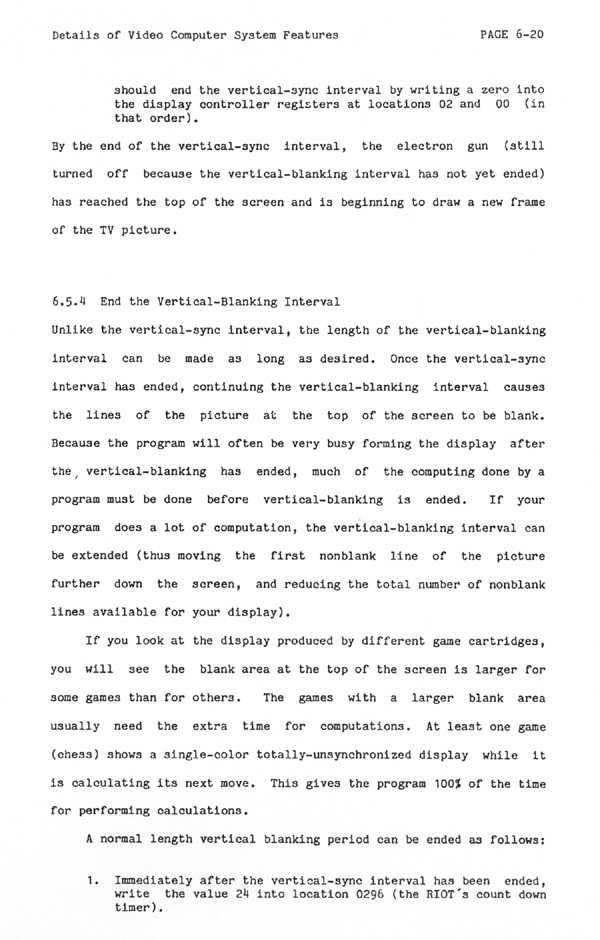 Details of Video Computer System Features PAGE 6-20
should end the vertical-sync interval by writing a zero into
the display controller registers at locations 02 and 00 (in
that order).
By the end of the vertical-sync interval, the electron gun (still
turned off because the vertical-blanking interval has not yet ended)
has reached the top of the screen and is beginning to draw a new frame
of the TV picture.
6.5.4 End the Vertical-Blanking Interval
Unlike the vertical-sync interval, the length of the vertical-blanking
interval can be made as long as desired. Once the vertical-sync
interval has ended, continuing the vertical-blanking interval causes
the lines of the picture at the top of the screen to be blank.
Because the program will often be very busy forming the display after
the, vertical-blanking has ended, much of the computing done by a
program must be done before vertical-blanking is ended. If your
program does a lot of computation, the vertical-blanking interval can
be extended (thus moving the first nonblank line of the picture
further down the screen, and reducing the total number of nonblank
lines available for your display).
If you look at the display produced by different game cartridges,
you will see the blank area at the top of the screen is larger for
some games than for others. The games with a larger blank area
usually need the extra time for computations. At least one game
(chess) shows a single-color totally-unsynchronized display while it
is calculating its next move. This gives the program 100% of the time
for performing calculations.
A normal length vertical blanking period can be ended as follows:
1. Immediately after the vertical-sync interval has been ended,
write the value 24 into location 0296 (the RIOT's count down
timer).